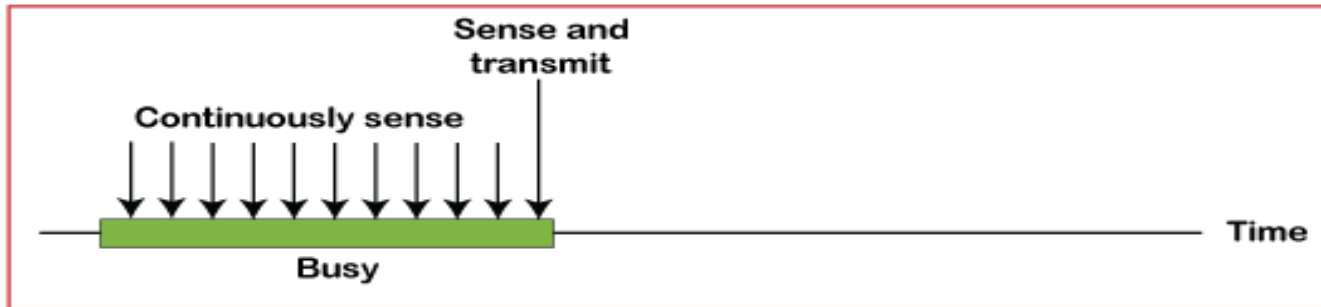 Sense and
transmit
Continuously sense
Time
Busy